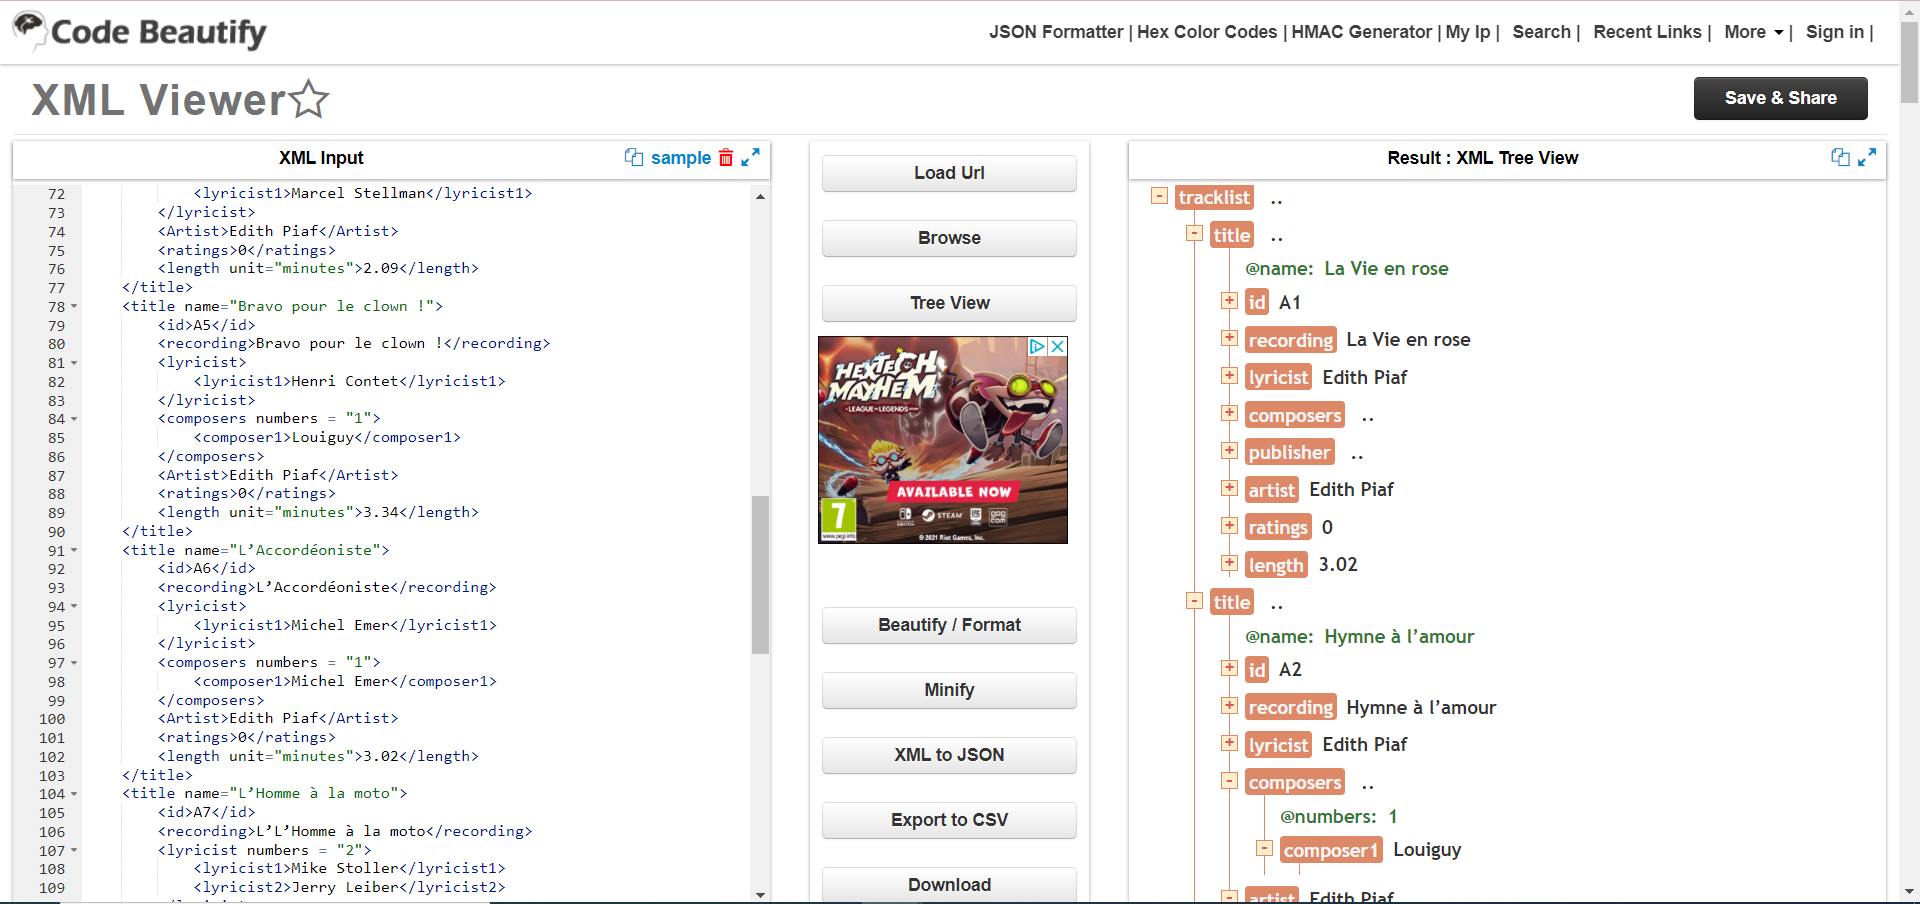 Code Beautify
JSON Formatter | Hex Color Codes | HMAC Generator | My Ip | Search | Recent Links | More | Sign in |
XML Viewer
Save & Share
XML Input
sample
72 <lyricist1>Marcel Stellman</lyricist1>
73 </lyricist>
74 <Artist>Edith Piaf</Artist>
75 <ratings>0</ratings>
76 <length unit="minutes">2.09</length>
77 </title>
78 <title name="Bravo pour le clown !">
79 <id>A5</id>
80 <recording>Bravo pour le clown !</recording>
81 <lyricist>
82 <lyricist1>Henri Contet</lyricist1>
83 </lyricist>
84 <composers numbers = "1">
85 <composer1>Louiguy</composer1>
86 </composers>
87 <Artist>Edith Piaf</Artist>
88 <ratings>0</ratings>
89 <length unit="minutes">3.34</length>
90 </title>
91 <title name="L’Accordéoniste">
92 <id>A6</id>
93 <recording>L’Accordéoniste</recording>
94 <lyricist>
95 <lyricist1>Michel Emer</lyricist1>
96 </lyricist>
97 <composers numbers = "1">
98 <composer1>Michel Emer</composer1>
99 </composers>
100 <Artist>Edith Piaf</Artist>
101 <ratings>0</ratings>
102 <length unit="minutes">3.02</length>
103 </title>
104 <title name="L’Homme à la moto">
105 <id>A7</id>
106 <recording>L’L’Homme à la moto</recording>
107 <lyricist numbers = "2">
108 <lyricist1>Mike Stoller</lyricist1>
109 <lyricist2>Jerry Leiber</lyricist2>
Load Url
Browse
Tree View
HEXTECH
MAYHEM
A LEAGUE OF LEGENDS STORY
AVAILABLE NOW
7
www.pegi.info
STEAM
gog
com
© 2021 Riot Games, Inc.
Beautify / Format
Minify
XML to JSON
Export to CSV
Download
Result : XML Tree View
tracklist ..
title ..
@name: La Vie en rose
id A1
recording La Vie en rose
lyricist Edith Piaf
composers ..
publisher ..
artist Edith Piaf
ratings 0
length 3.02
title ..
@name: Hymne à l’amour
id A2
recording Hymne à l’amour
lyricist Edith Piaf
composers ..
@numbers: 1
composer1 Louiguy
artist Edith Piaf